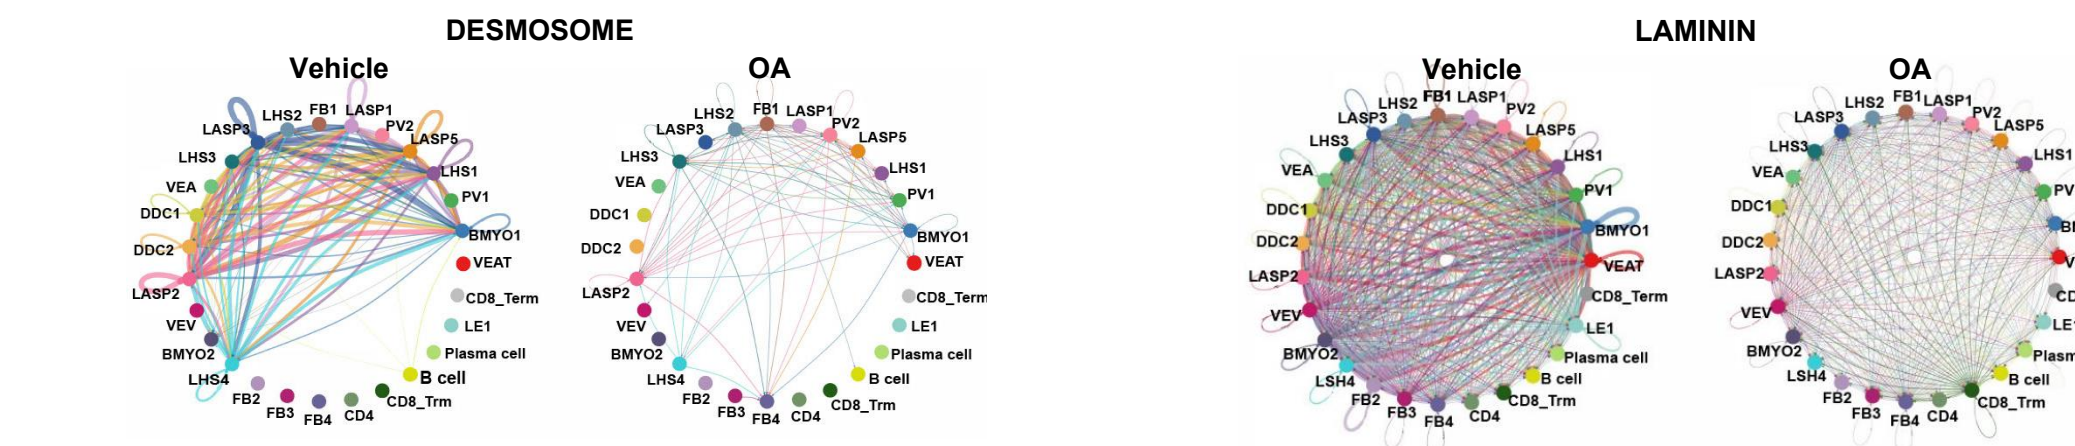 DESMOSOME
Vehicle
FB1
LASP1
LHS2
PV2
LASP3
LASP5
LHS3
LHS1
VEA
PV1
DDC1
BMYO1
DDC2
VEAT
LASP2
CD8_Term
VEV
LE1
BMYO2
Plasma cell
LHS4
B cell
FB2
CD8_Trm
FB3
FB4
CD4
OA
FB1
LASP1
LHS2
PV2
LASP3
LASP5
LHS3
LHS1
VEA
PV1
DDC1
BMYO1
DDC2
VEAT
LASP2
CD8_Term
VEV
LE1
BMYO2
Plasma cell
LHS4
B cell
FB2
CD8_Trm
FB3
FB4
CD4
LAMININ
Vehicle
FB1
LASP1
LHS2
PV2
LASP3
LASP5
LHS3
LHS1
VEA
PV1
DDC1
BMYO1
DDC2
VEAT
LASP2
CD8_Term
VEV
LE1
BMYO2
Plasma cell
LSH4
B cell
FB2
CD8_Trm
FB3
FB4
CD4
OA
FB1
LASP1
LHS2
PV2
LASP3
LASP5
LHS3
LHS1
VEA
PV
DDC1
DDC2
LASP2
VEV
LE
BMYO2
Plasm
LSH4
B cell
FB2
CD8_Trm
FB3
FB4
CD4